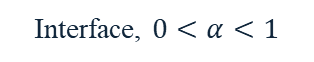 Interface, 0 < α < 1